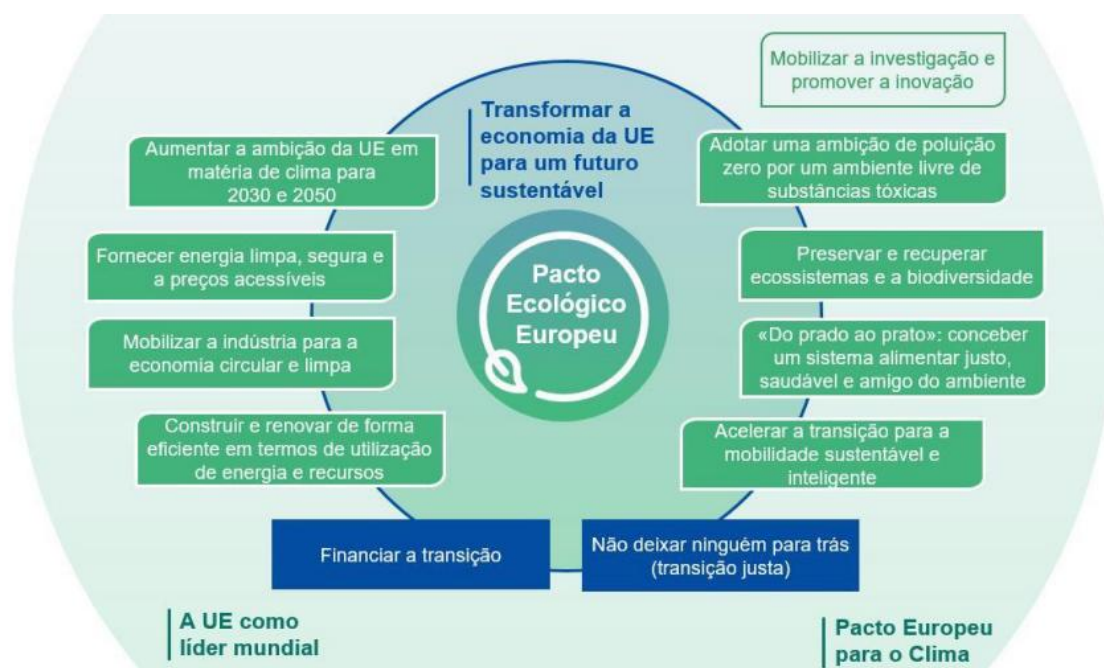 Mobilizar a investigação e
promover a inovação
Transformar a
economia da UE
para um futuro
sustentável
Aumentar a ambição da UE em
matéria de clima para
2030 e 2050
Adotar uma ambição de poluição
zero por um ambiente livre de
substâncias tóxicas
Fornecer energia limpa, segura e
a preços acessíveis
Preservar e recuperar
ecossistemas e a biodiversidade
Pacto
Ecológico
Europeu
Mobilizar a indústria para a
economia circular e limpa
«Do prado ao prato»: conceber
um sistema alimentar justo,
saudável e amigo do ambiente
Construir e renovar de forma
eficiente em termos de utilização
de energia e recursos
Acelerar a transição para a
mobilidade sustentável e
inteligente
Financiar a transição
Não deixar ninguém para trás
(transição justa)
A UE como
líder mundial
Pacto Europeu
para o Clima